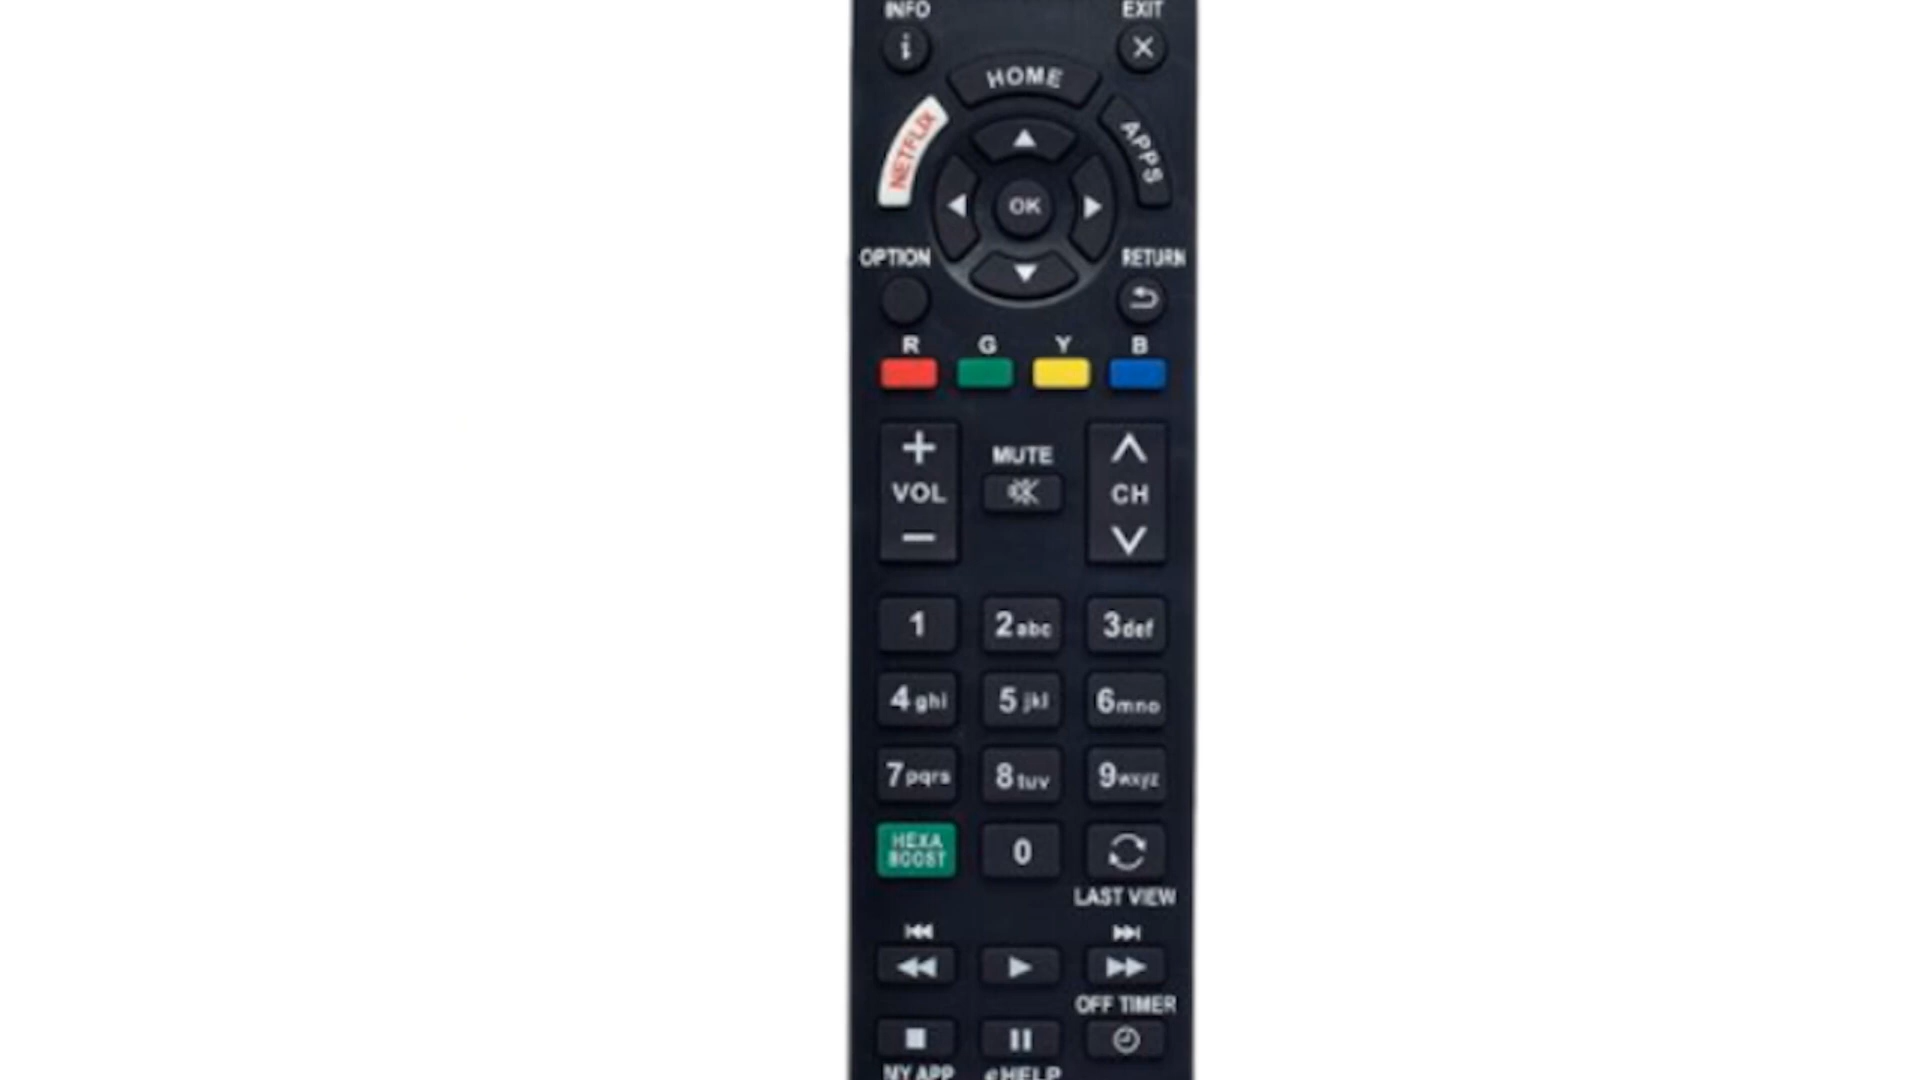 INFO EXIT
i
HOME
NETFLIX
APPS
OK
OPTION RETURN
R G Y B
+ MUTE
VOL CH
-
1 2abc 3def
4ghi 5jkl 6mno
7pqrs 8tuv 9wxyz
HEXA
BOOST
0
LAST VIEW
OFF TIMER
MY APP eHELP